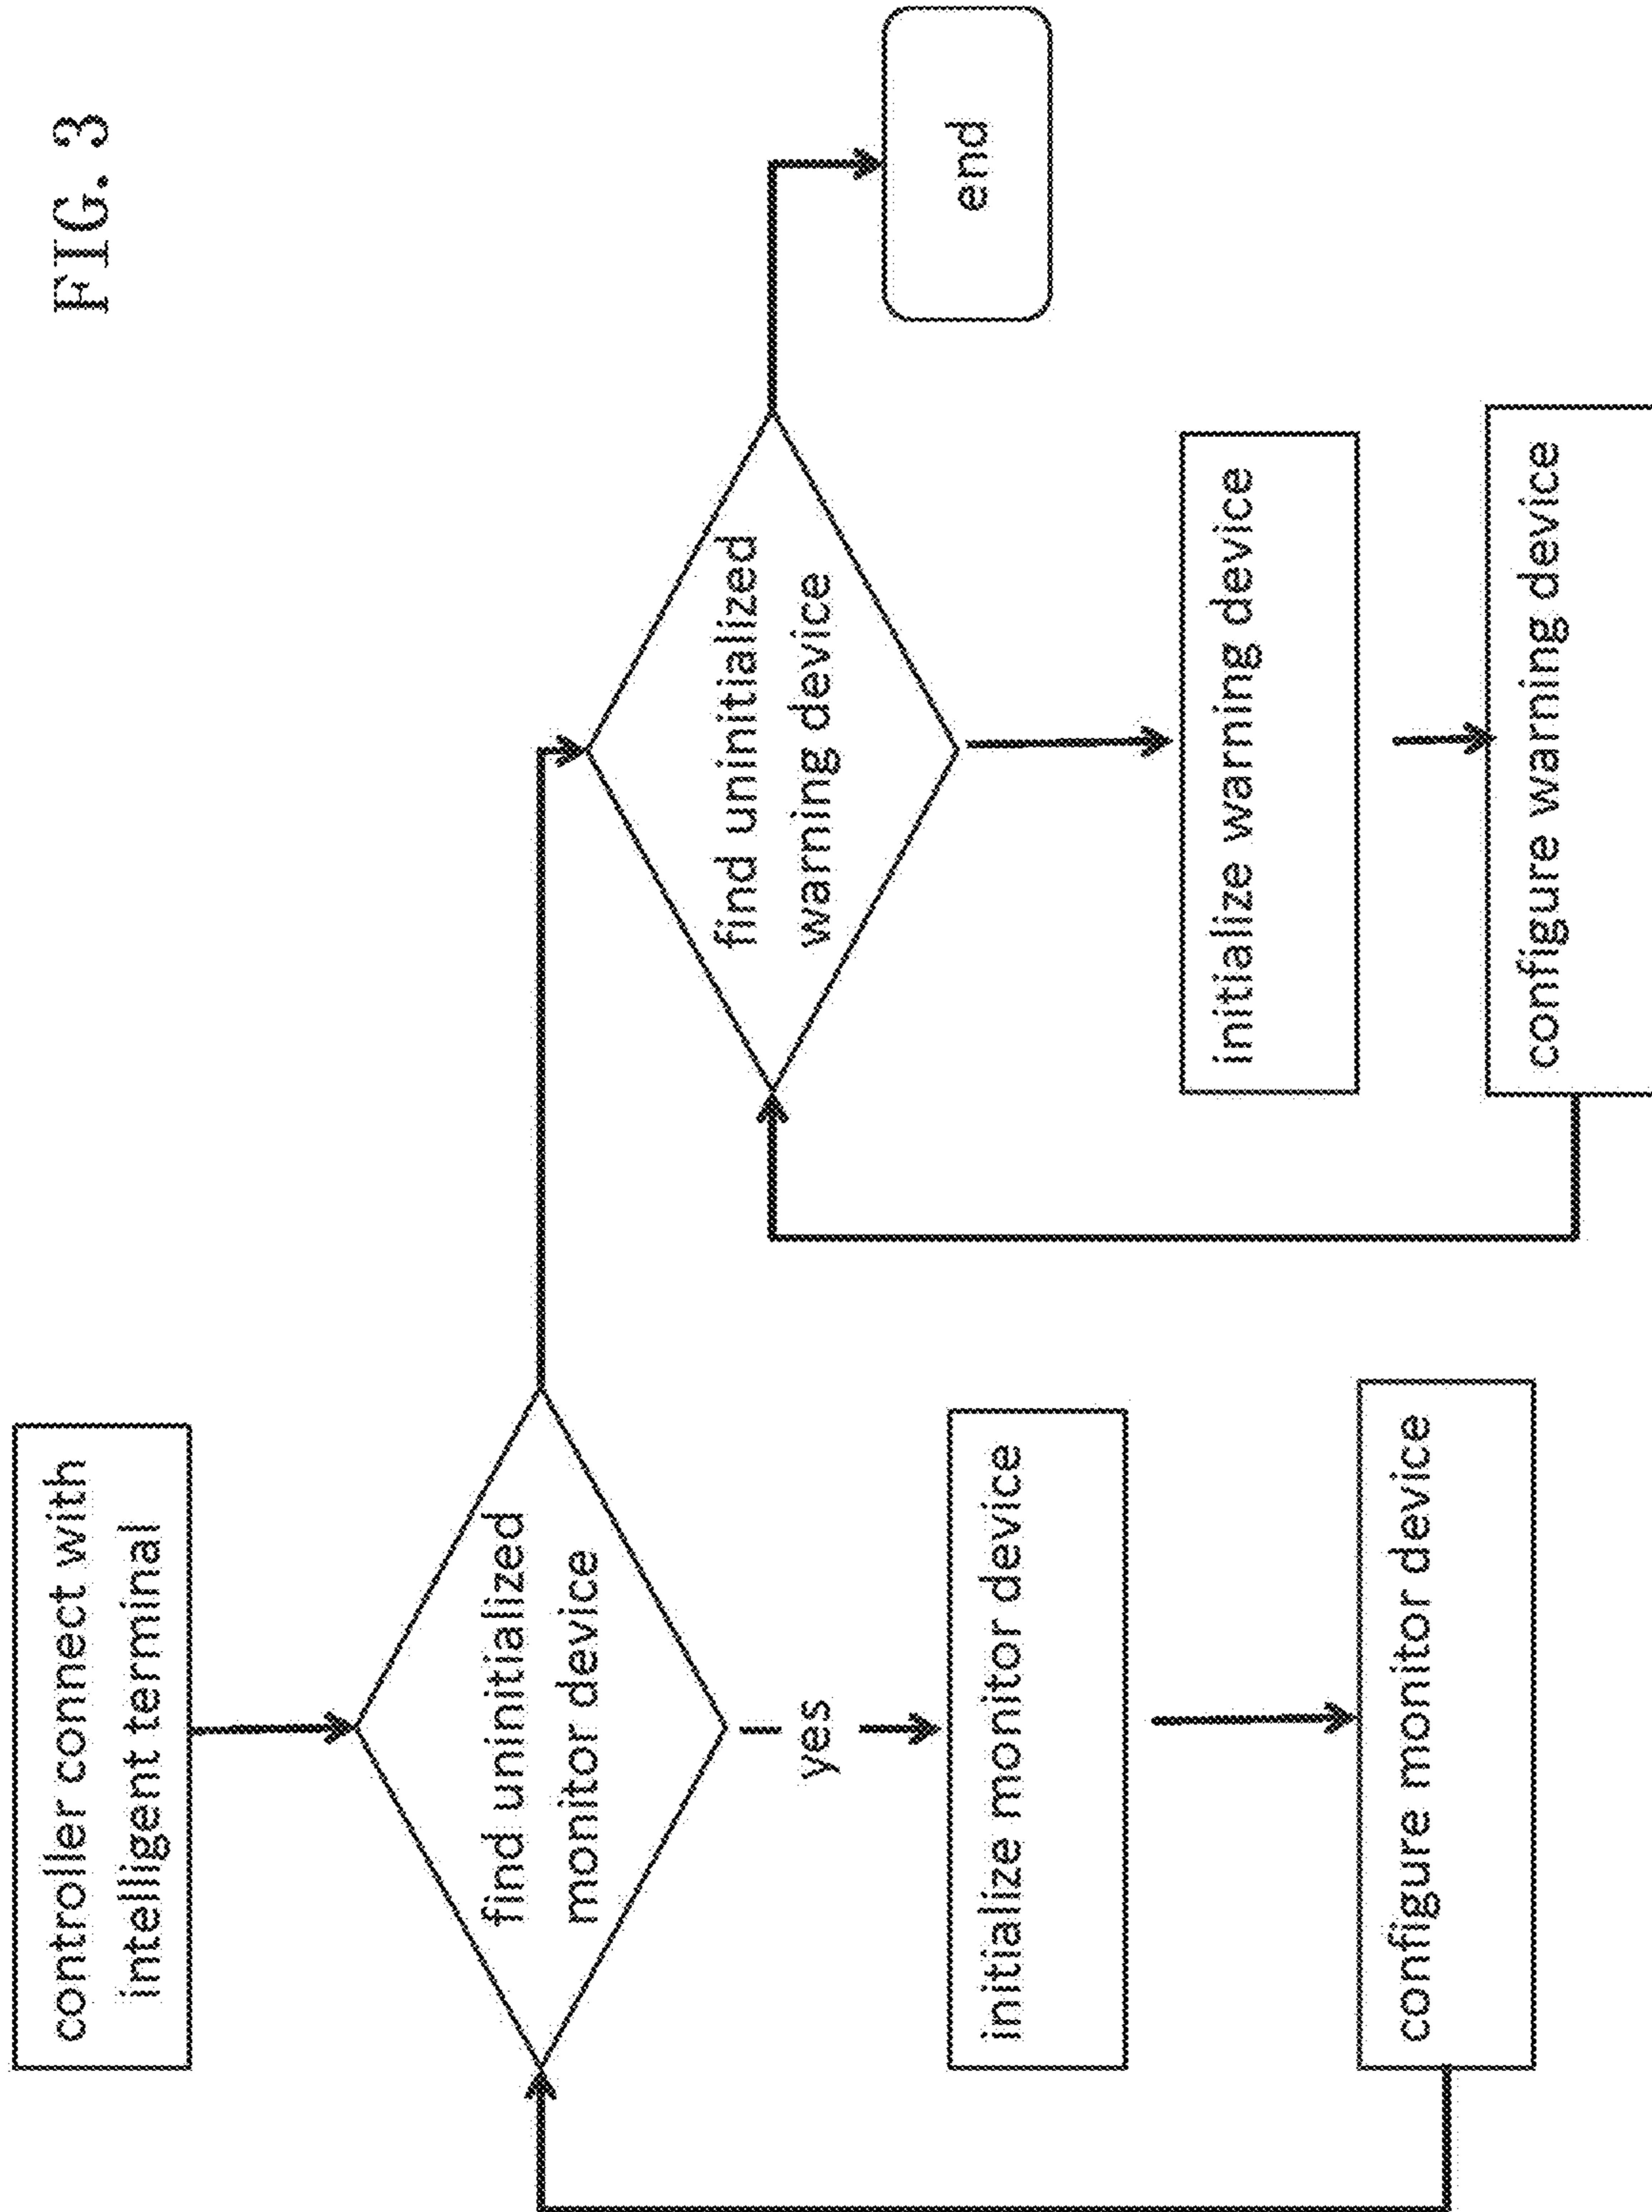 FIG. 3
controller connect with
intelligent terminal
find uninitialized
monitor device
yes
initialize monitor device
configure monitor device
find uninitialized
warning device
initialize warning device
configure warning device
end